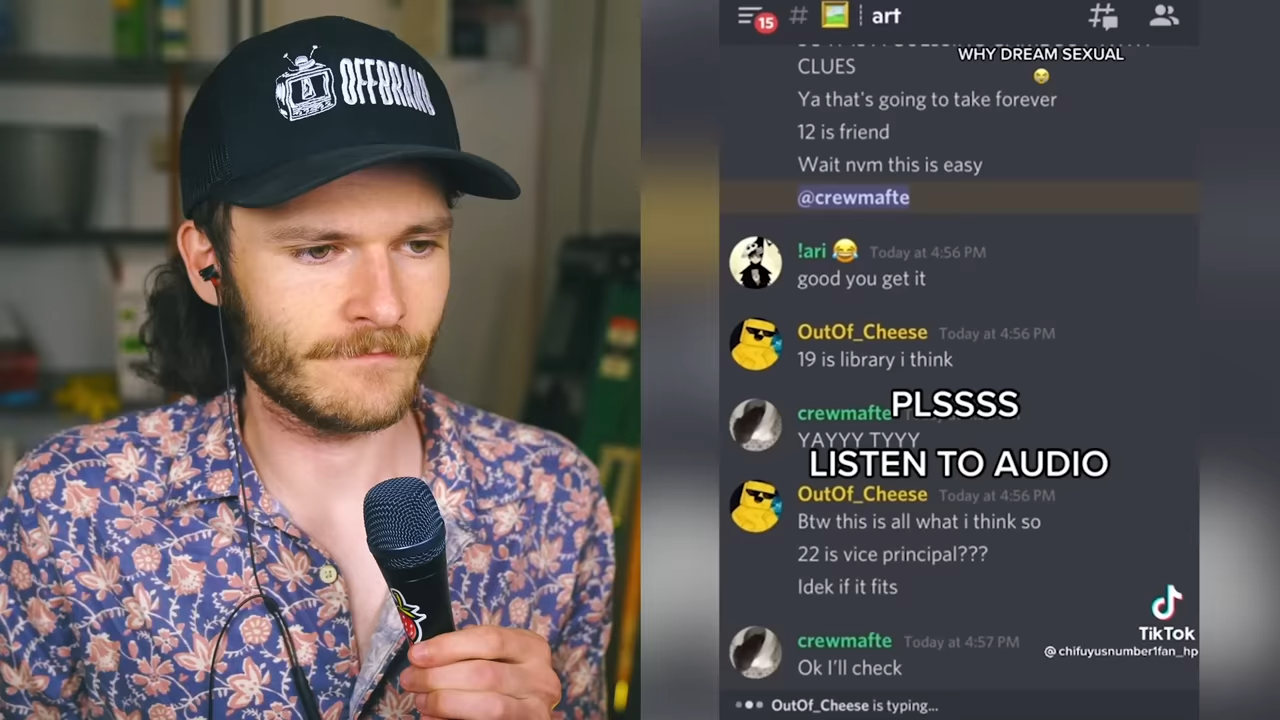 OFFBRAND
15
art
WHY DREAM SEXUAL
CLUES
Ya that's going to take forever
12 is friend
Wait nvm this is easy
@crewmafte
!ari 😂 Today at 4:56 PM
good you get it
OutOf_Cheese Today at 4:56 PM
19 is library i think
crewmafte
PLSSSS
YAYYY TYYY
LISTEN TO AUDIO
OutOf_Cheese Today at 4:56 PM
Btw this is all what i think so
22 is vice principal???
Idek if it fits
TikTok
@chifuyusnumber1fan_hp
crewmafte Today at 4:57 PM
Ok I'll check
OutOf_Cheese is typing...